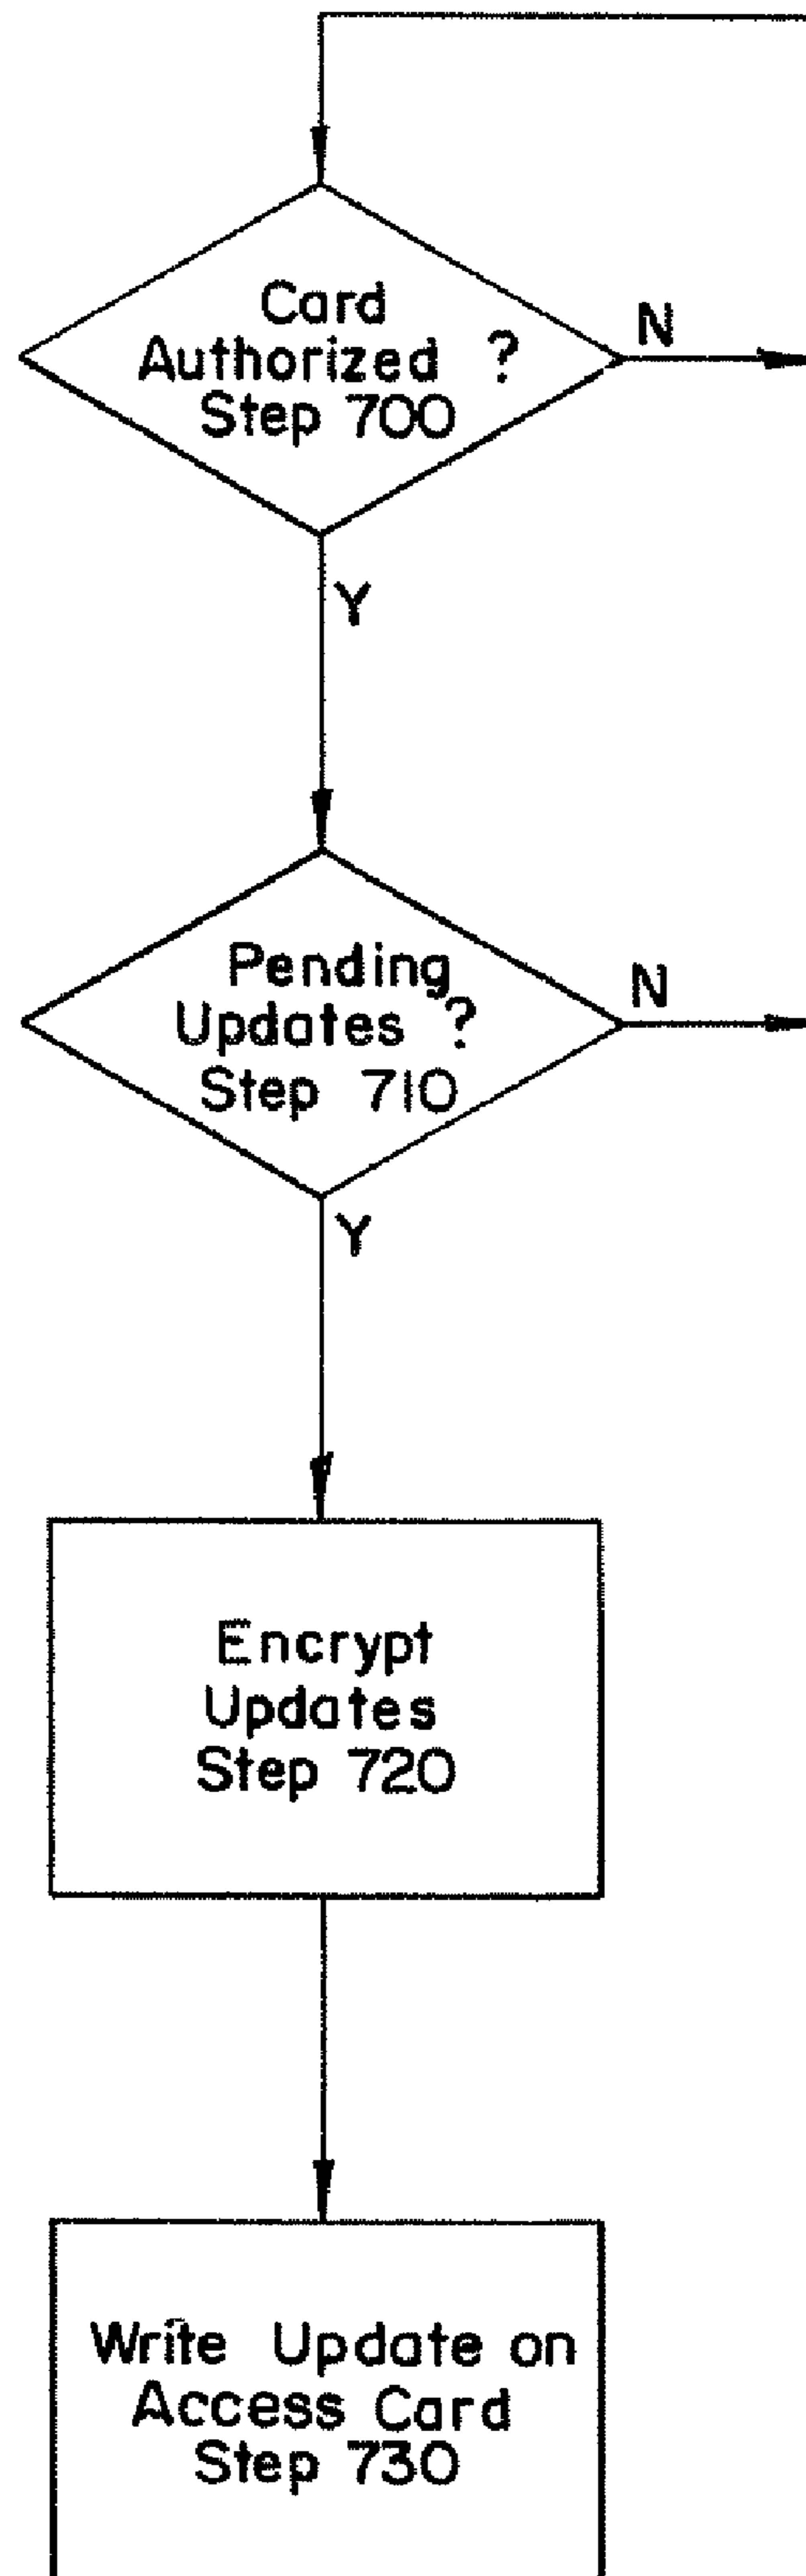 Card
Authorized ?
Step 700
N
Y
Pending
Updates ?
Step 710
N
Y
Encrypt
Updates
Step 720
Write Update on
Access Card
Step 730